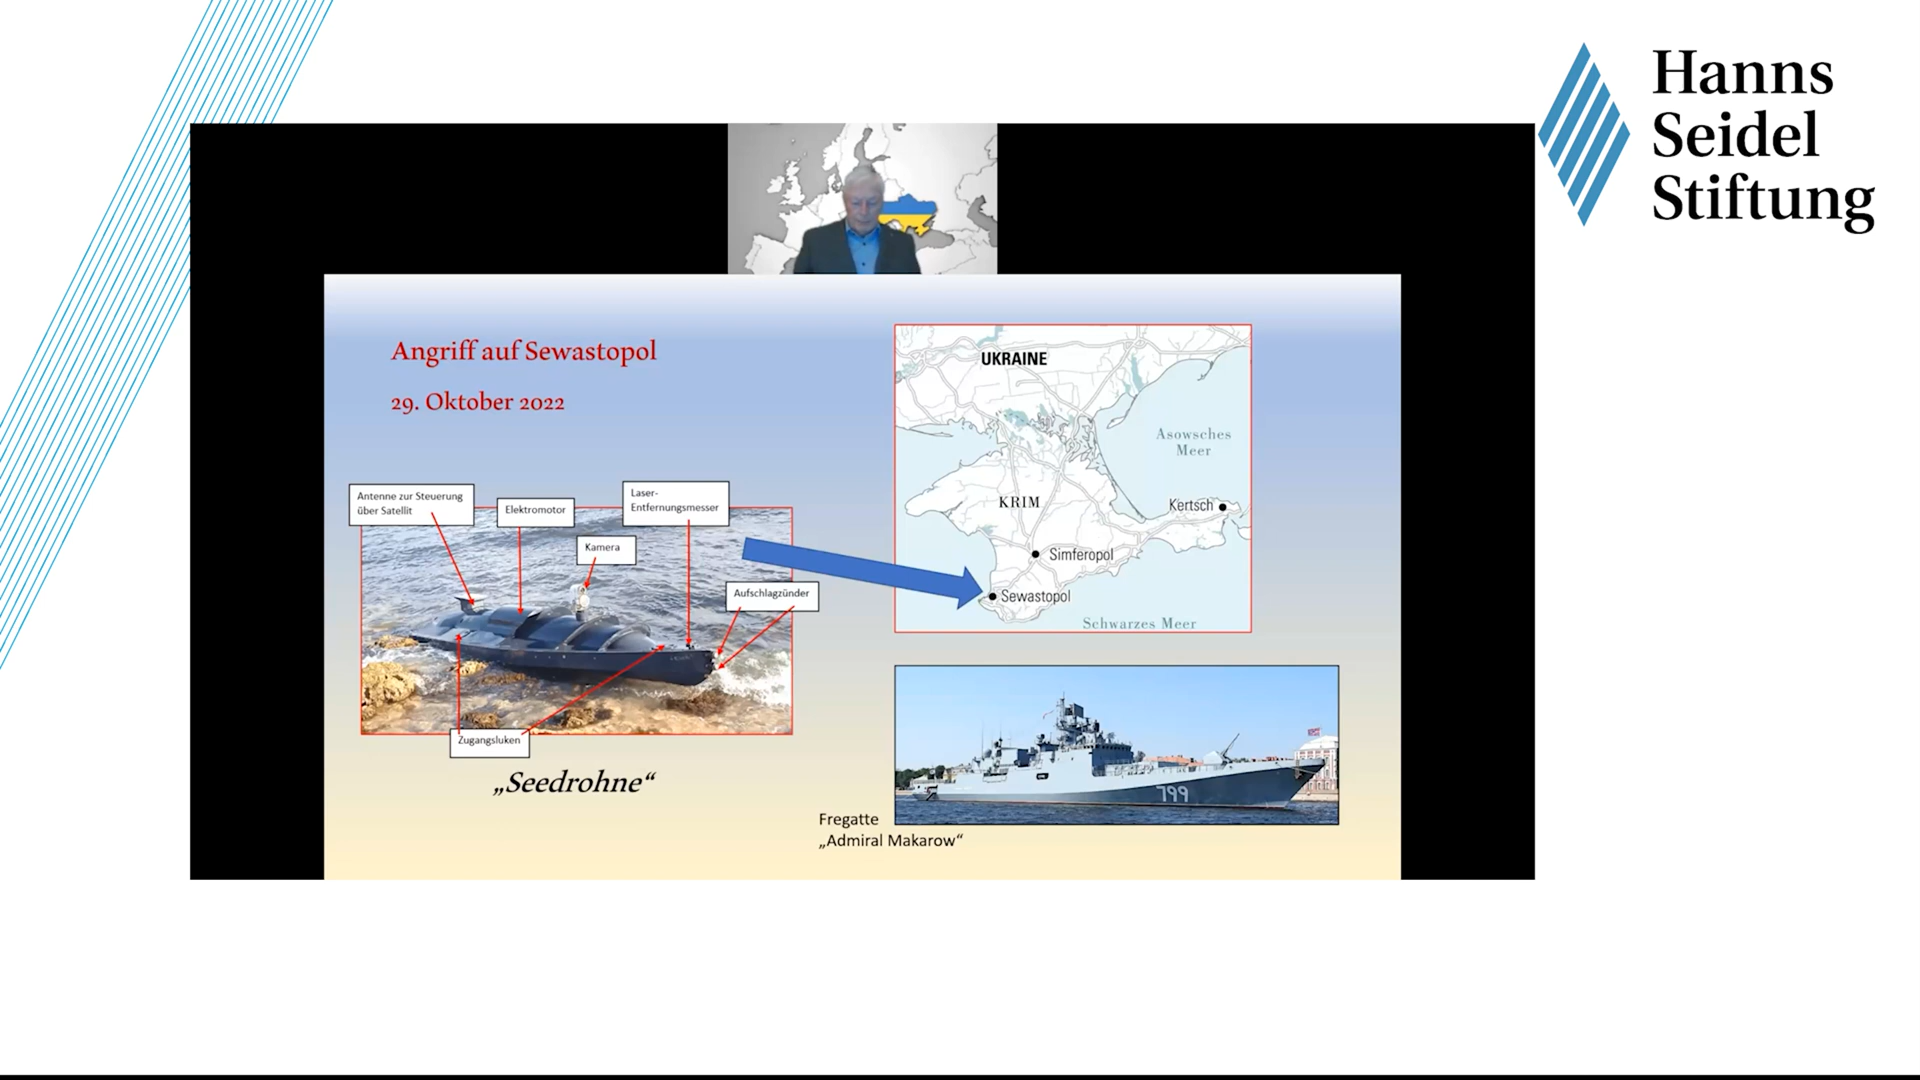 Hanns
Seidel
Stiftung
Angriff auf Sewastopol
29. Oktober 2022
Antenne zur Steuerung
über Satellit
Elektromotor
Laser-
Entfernungsmesser
Kamera
Aufschlagzünder
Zugangsluken
„Seedrohne“
UKRAINE
Asowsches
Meer
KRIM
Kertsch
Simferopol
Sewastopol
Schwarzes Meer
799
Fregatte
„Admiral Makarow“